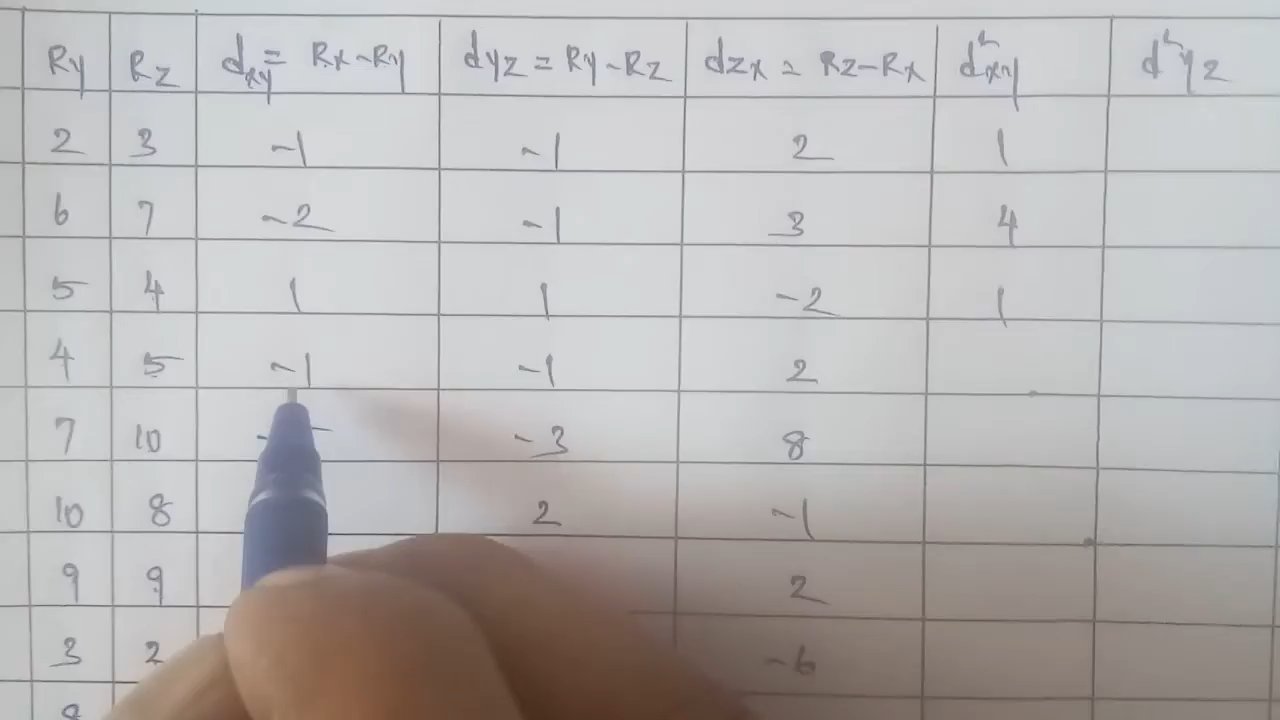 Ry Rz dxy = Rx-Ry dyz = Ry-Rz dzx = Rz-Rx d²xy d²yz
2 3 -1 -1 2 1
6 7 -2 -1 3 4
5 4 1 1 -2 1
4 5 -1 -1 2
7 10 -3 8
10 8 2 -1
9 9 2
3 2 -6